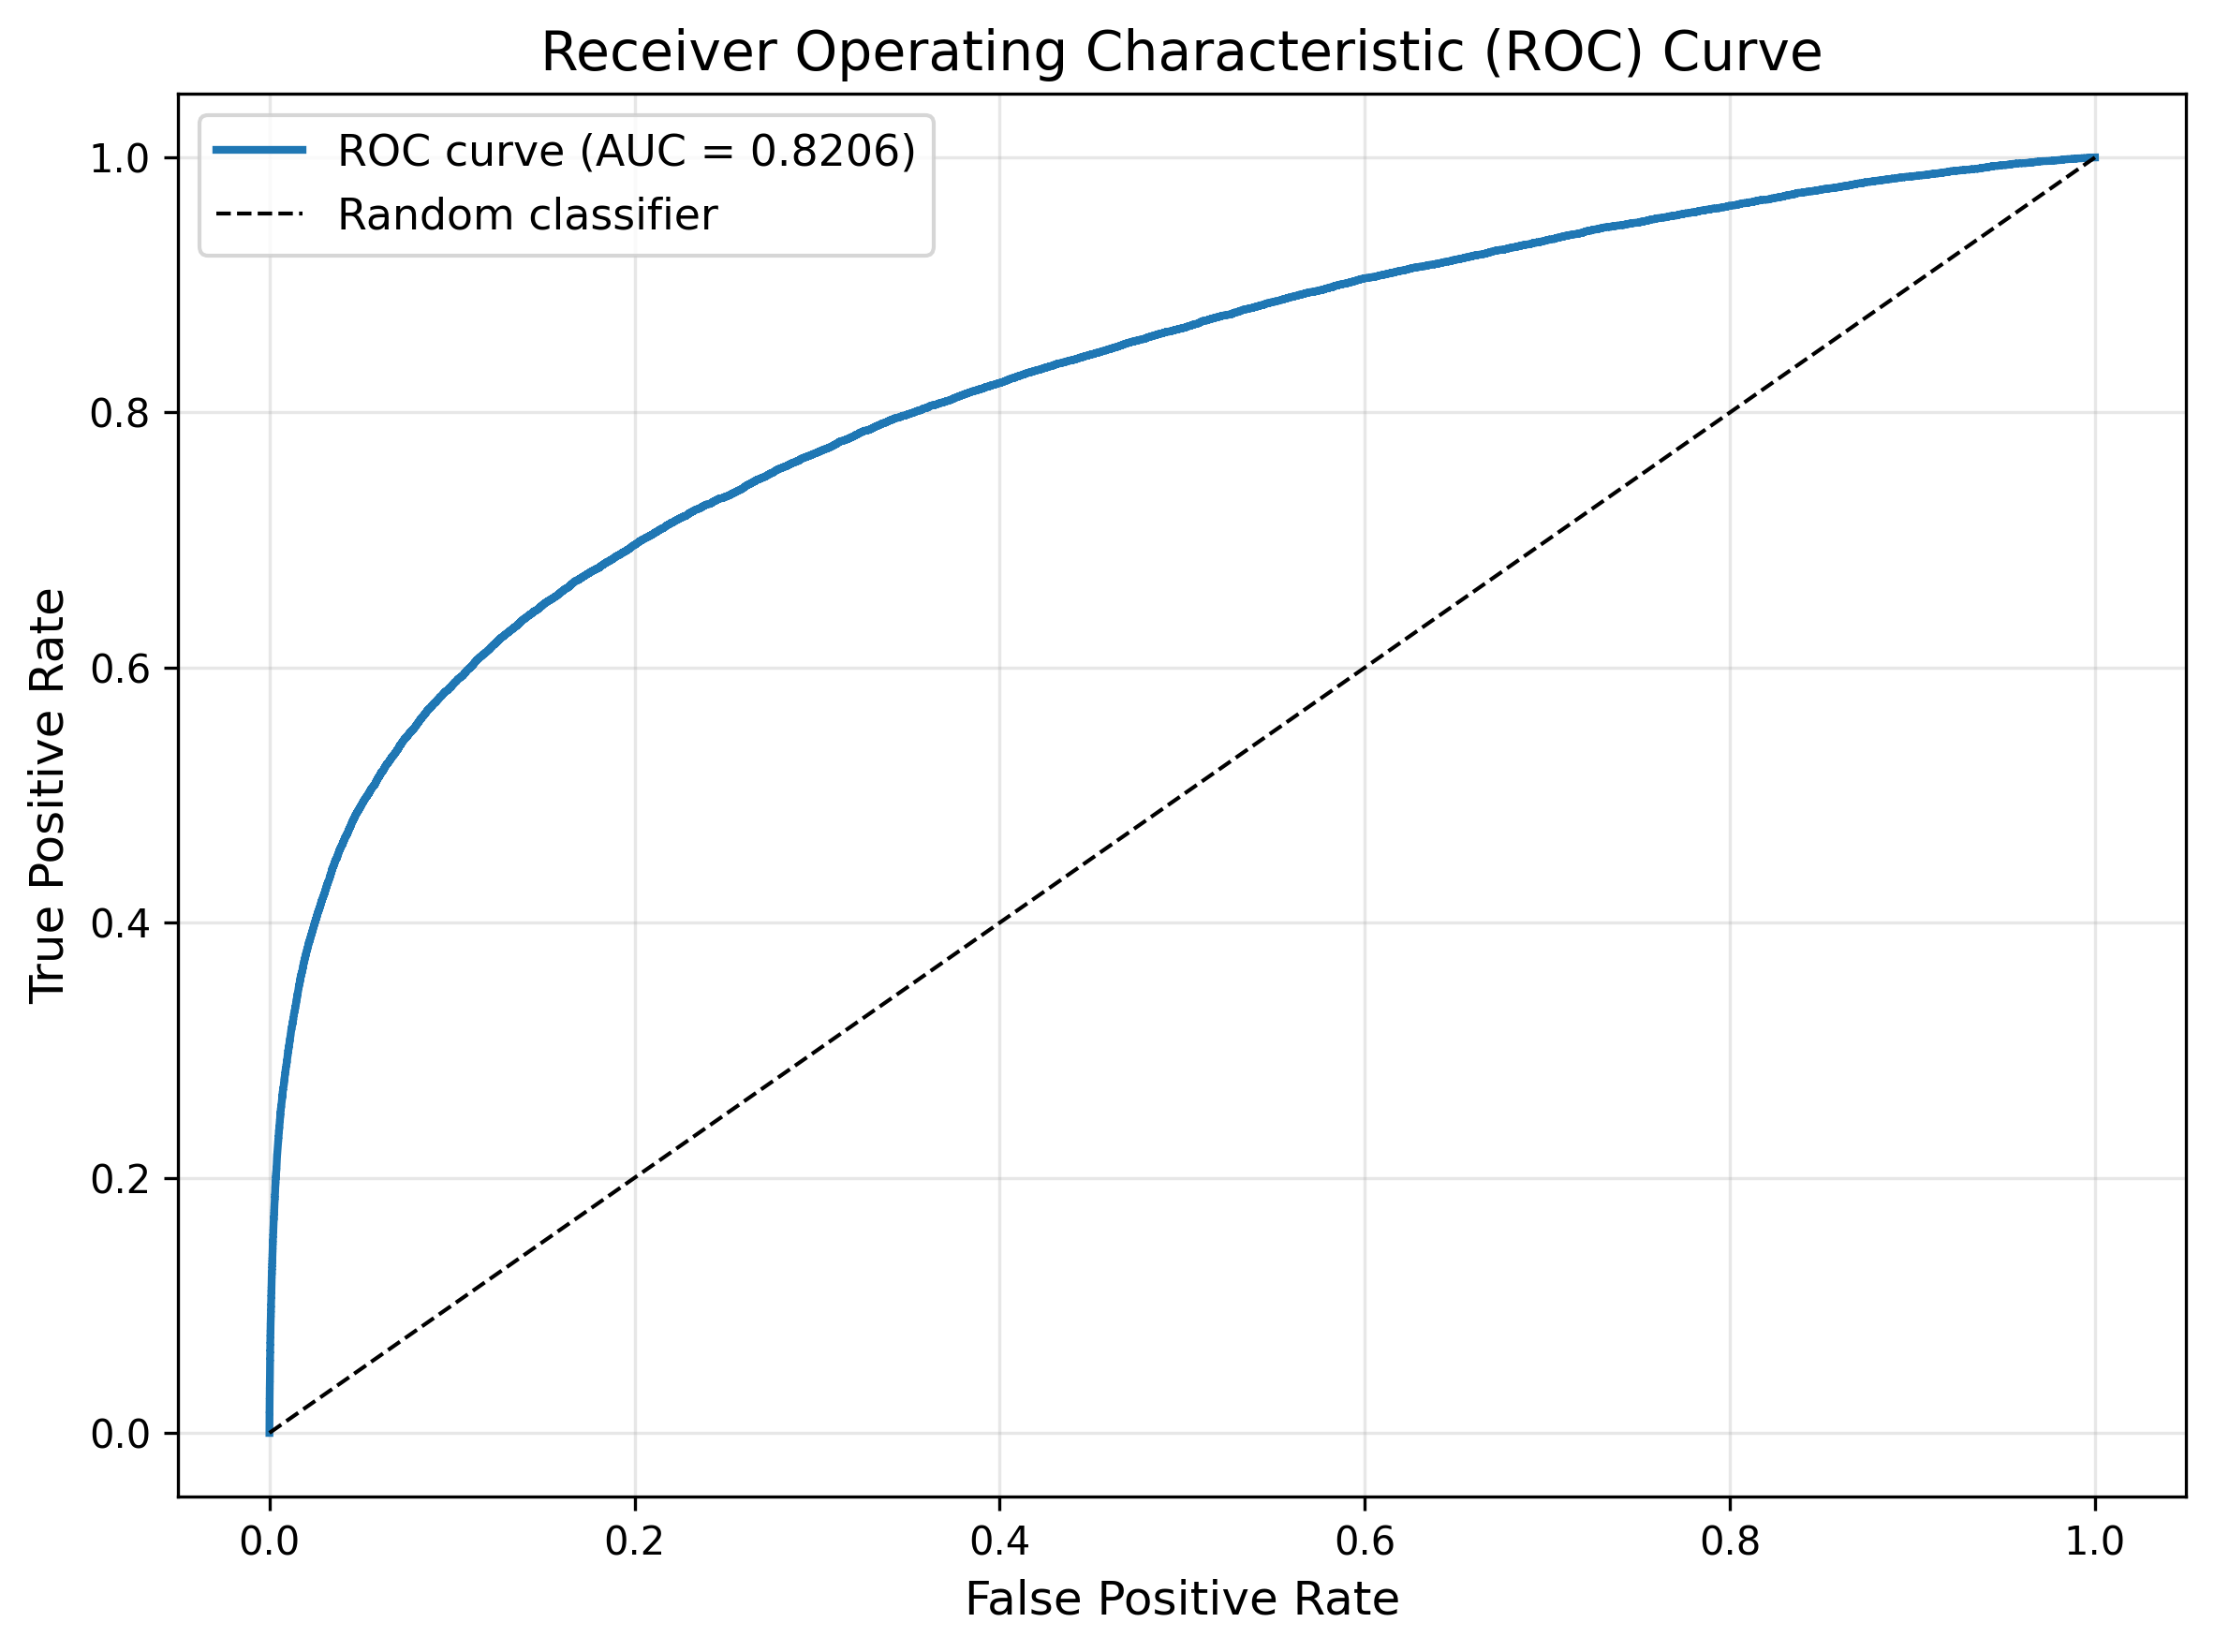 Receiver Operating Characteristic (ROC) Curve
ROC curve (AUC = 0.8206)
Random classifier
True Positive Rate
1.0
0.8
0.6
0.4
0.2
0.0
0.0 0.2 0.4 0.6 0.8 1.0
False Positive Rate